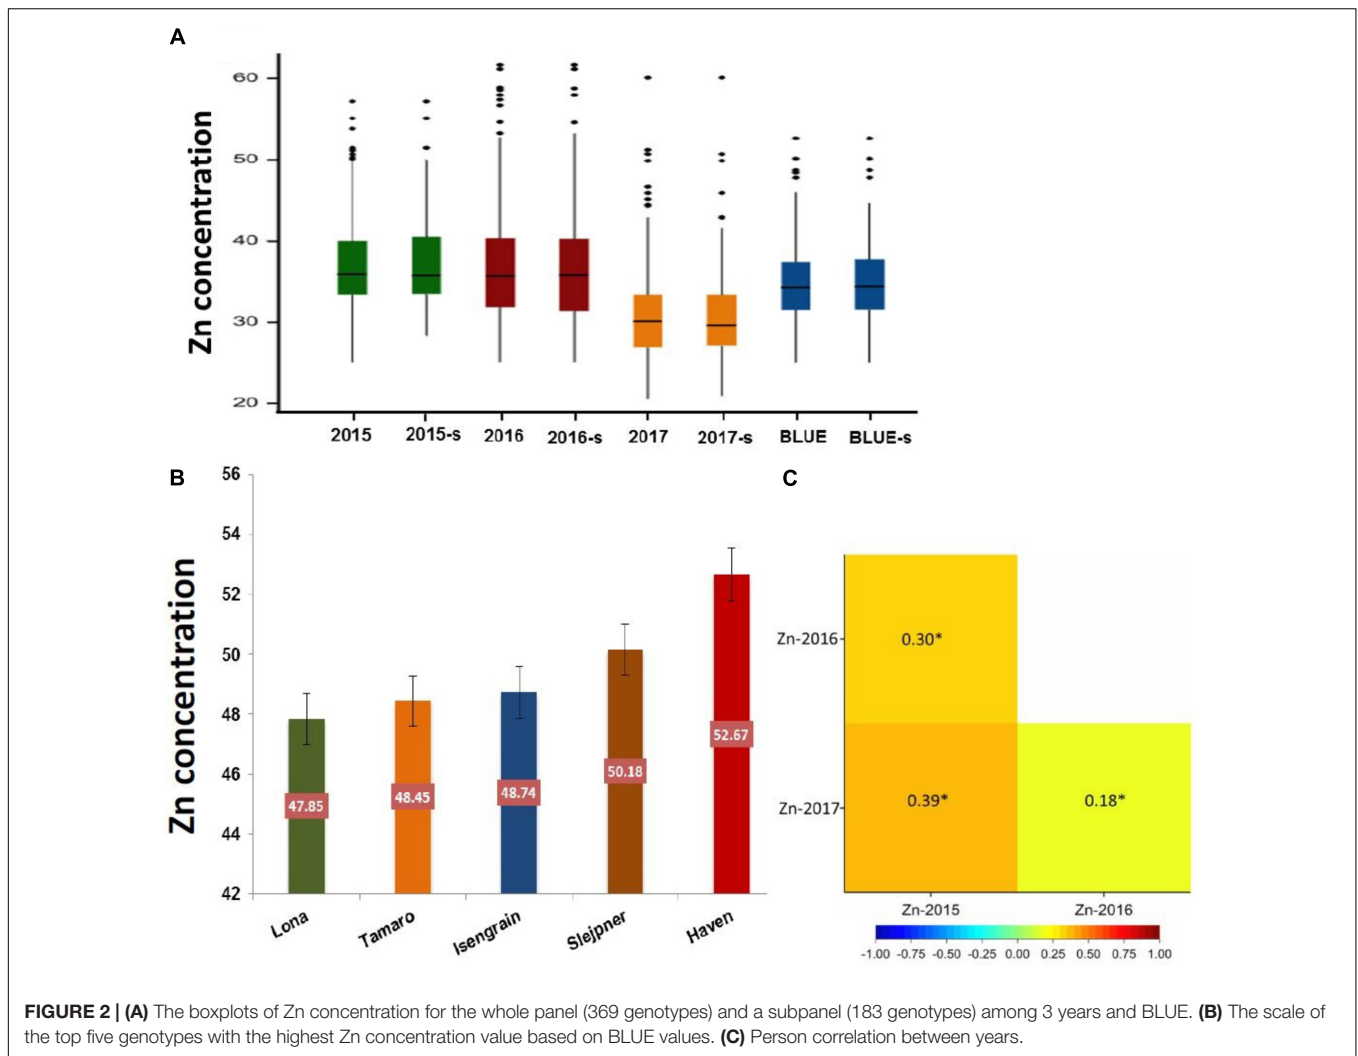 A
Zn concentration
60
50
40
30
20
2015 2015-s 2016 2016-s 2017 2017-s BLUE BLUE-s
B
Zn concentration
56
54
52
50
48
46
44
42
47.85
48.45
48.74
50.18
52.67
Lona Tamaro Isengrain Slejpner Haven
C
Zn-2016
0.30*
Zn-2017
0.39* 0.18*
Zn-2015 Zn-2016
-1.00 -0.75 -0.50 -0.25 0.00 0.25 0.50 0.75 1.00
FIGURE 2 | (A) The boxplots of Zn concentration for the whole panel (369 genotypes) and a subpanel (183 genotypes) among 3 years and BLUE. (B) The scale of
the top five genotypes with the highest Zn concentration value based on BLUE values. (C) Person correlation between years.